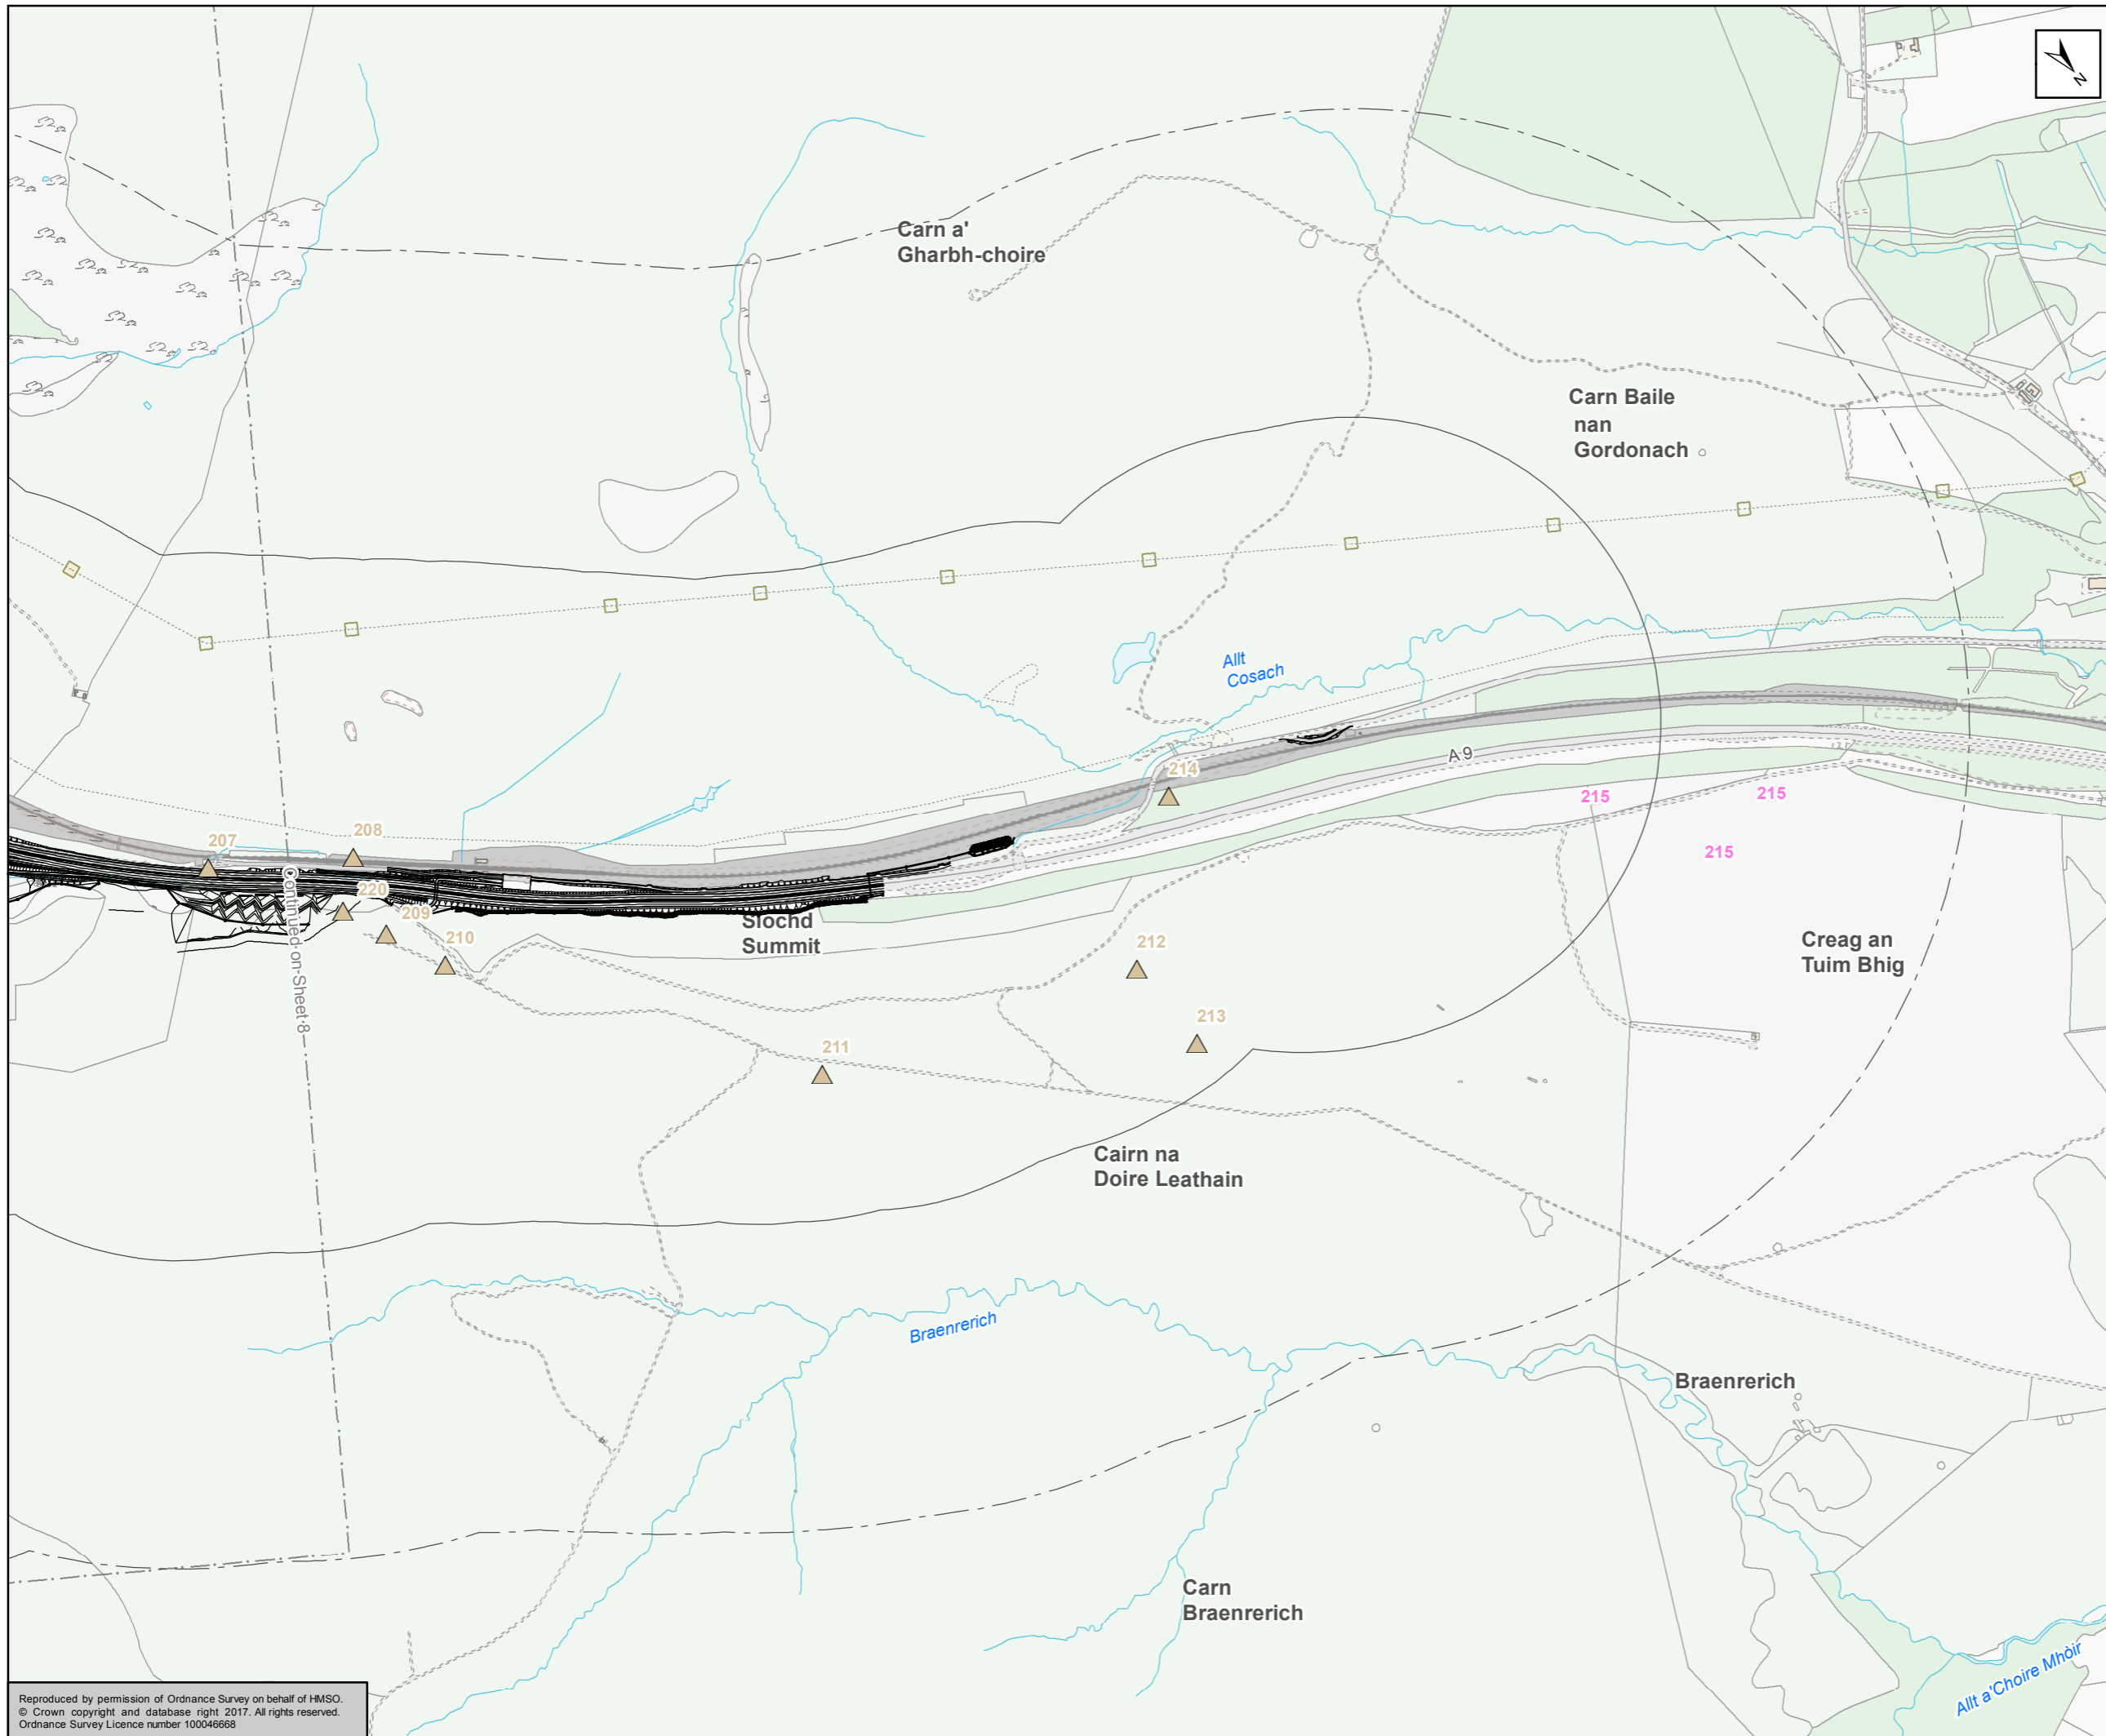 N
Carn a'
Gharbh-choire
Carn Baile
nan
Gordonach
Allt
Cosach
A 9
214
215
215
215
207
208
220
209
210
Slochd
Summit
212
213
211
Creag an
Tuim Bhig
Continued on Sheet 8
Cairn na
Doire Leathain
Braenrerich
Braenrerich
Carn
Braenrerich
Allt a'Choire Mhòir
Reproduced by permission of Ordnance Survey on behalf of HMSO.
© Crown copyright and database right 2017. All rights reserved.
Ordnance Survey Licence number 100046668